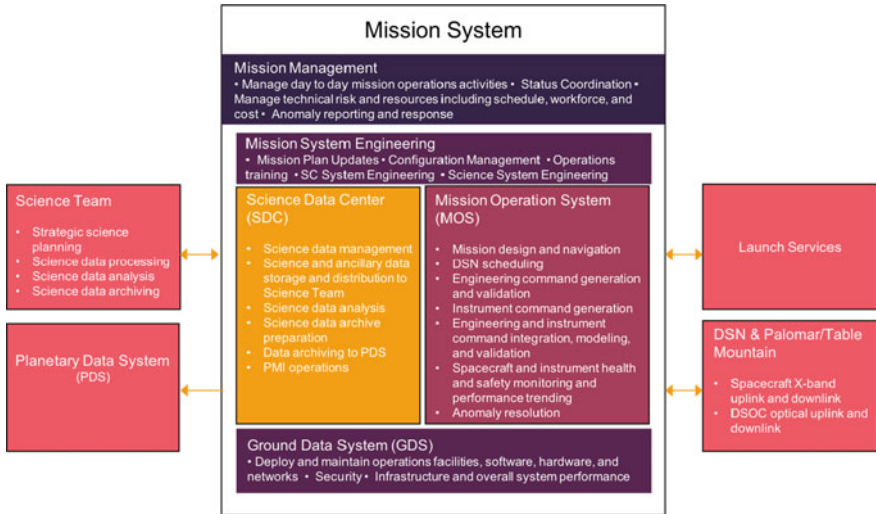 Mission System
Mission Management
• Manage day to day mission operations activities • Status Coordination •
Manage technical risk and resources including schedule, workforce, and
cost • Anomaly reporting and response
Mission System Engineering
• Mission Plan Updates • Configuration Management • Operations
training • SC System Engineering • Science System Engineering
Science Team
• Strategic science
planning
• Science data processing
• Science data analysis
• Science data archiving
Planetary Data System
(PDS)
Science Data Center
(SDC)
• Science data management
• Science and ancillary data
storage and distribution to
Science Team
• Science data analysis
• Science data archive
preparation
• Data archiving to PDS
• PMI operations
Mission Operation System
(MOS)
• Mission design and navigation
• DSN scheduling
• Engineering command generation
and validation
• Instrument command generation
• Engineering and instrument
command integration, modeling,
and validation
• Spacecraft and instrument health
and safety monitoring and
performance trending
• Anomaly resolution
Launch Services
DSN & Palomar/Table
Mountain
• Spacecraft X-band
uplink and downlink
• DSOC optical uplink and
downlink
Ground Data System (GDS)
• Deploy and maintain operations facilities, software, hardware, and
networks • Security • Infrastructure and overall system performance